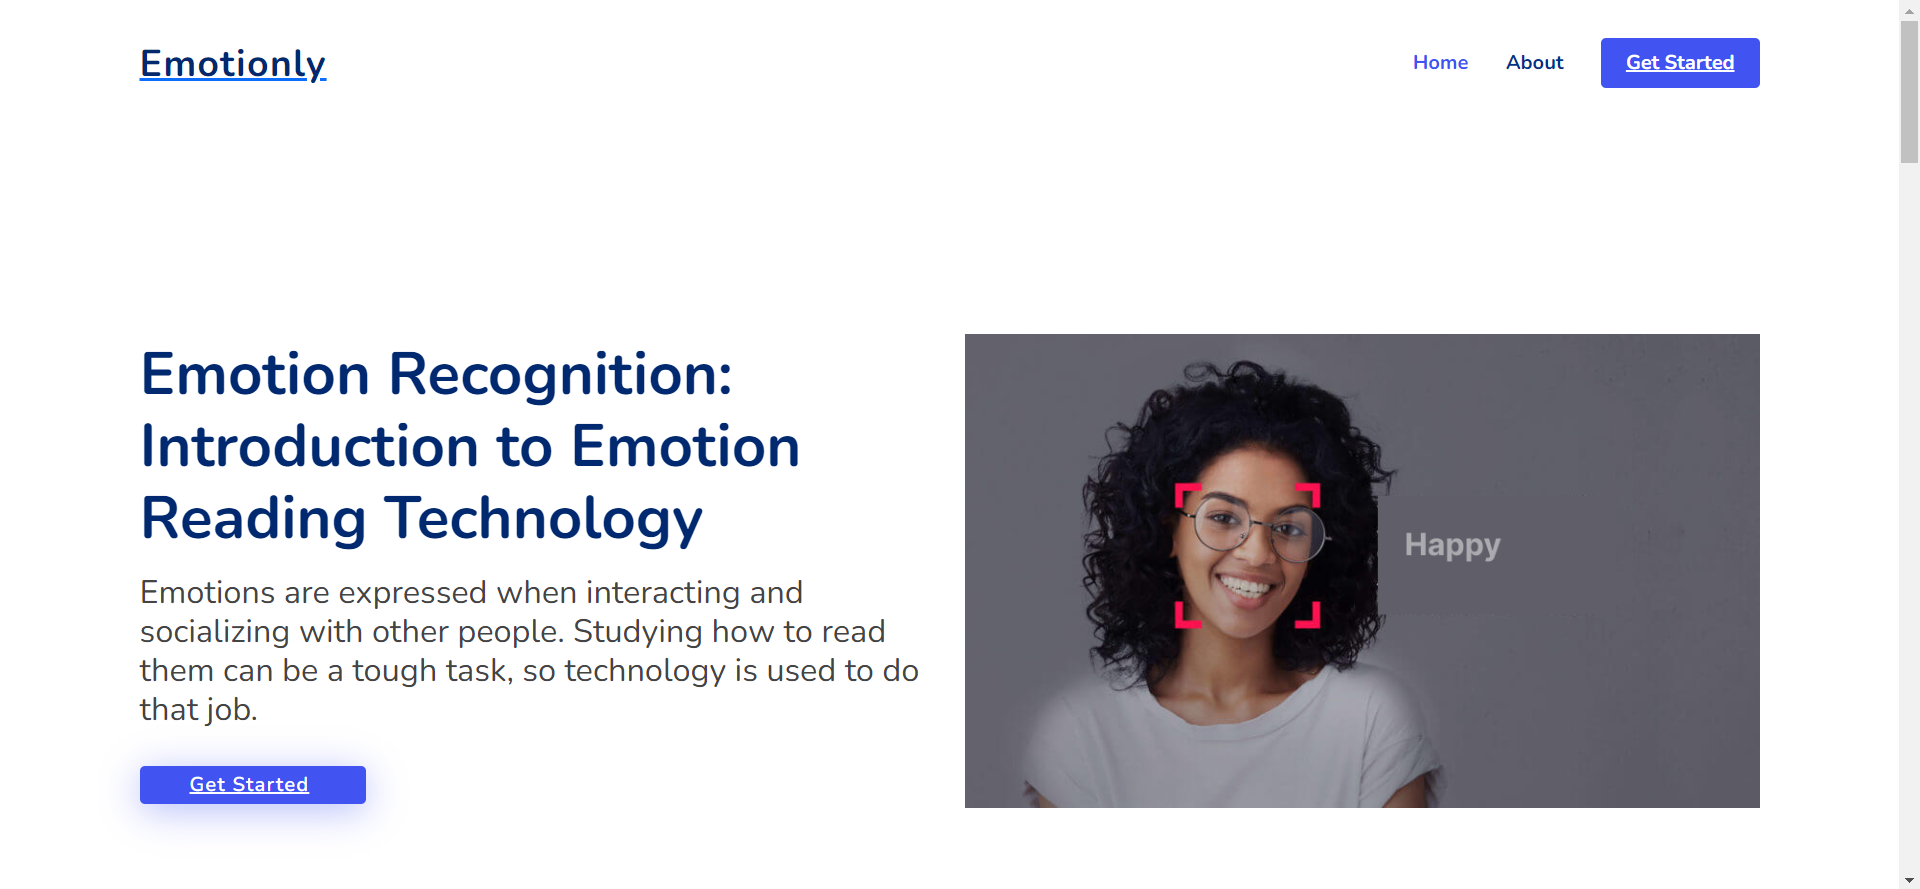 Emotionly
Home
About
Get Started
Emotion Recognition:
Introduction to Emotion
Reading Technology
Emotions are expressed when interacting and
socializing with other people. Studying how to read
them can be a tough task, so technology is used to do
that job.
Get Started
Happy